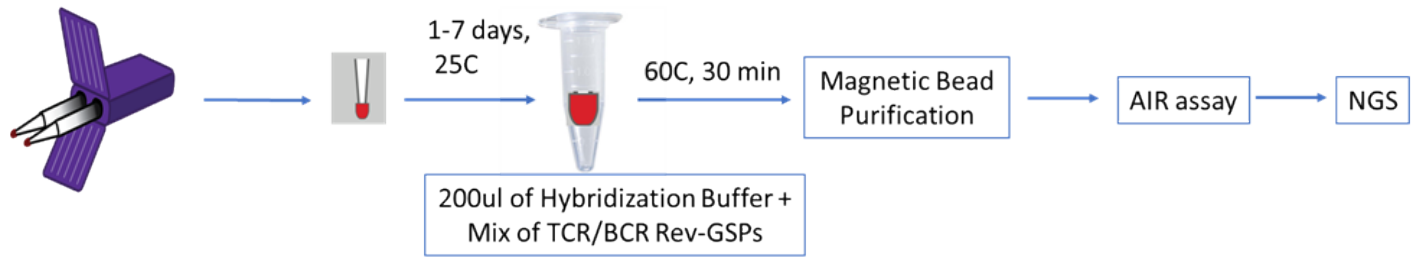 1-7 days,
25C
60C, 30 min
200ul of Hybridization Buffer +
Mix of TCR/BCR Rev-GSPs
Magnetic Bead
Purification
AIR assay
NGS